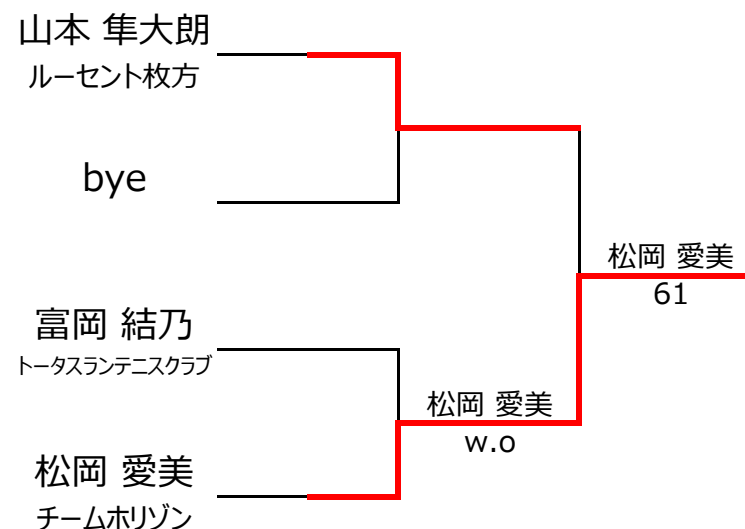 山本 隼大朗
ルーセント枚方
bye
松岡 愛美
61
富岡 結乃
トータスランテニスクラブ
松岡 愛美
w.o
松岡 愛美
チームホリゾン